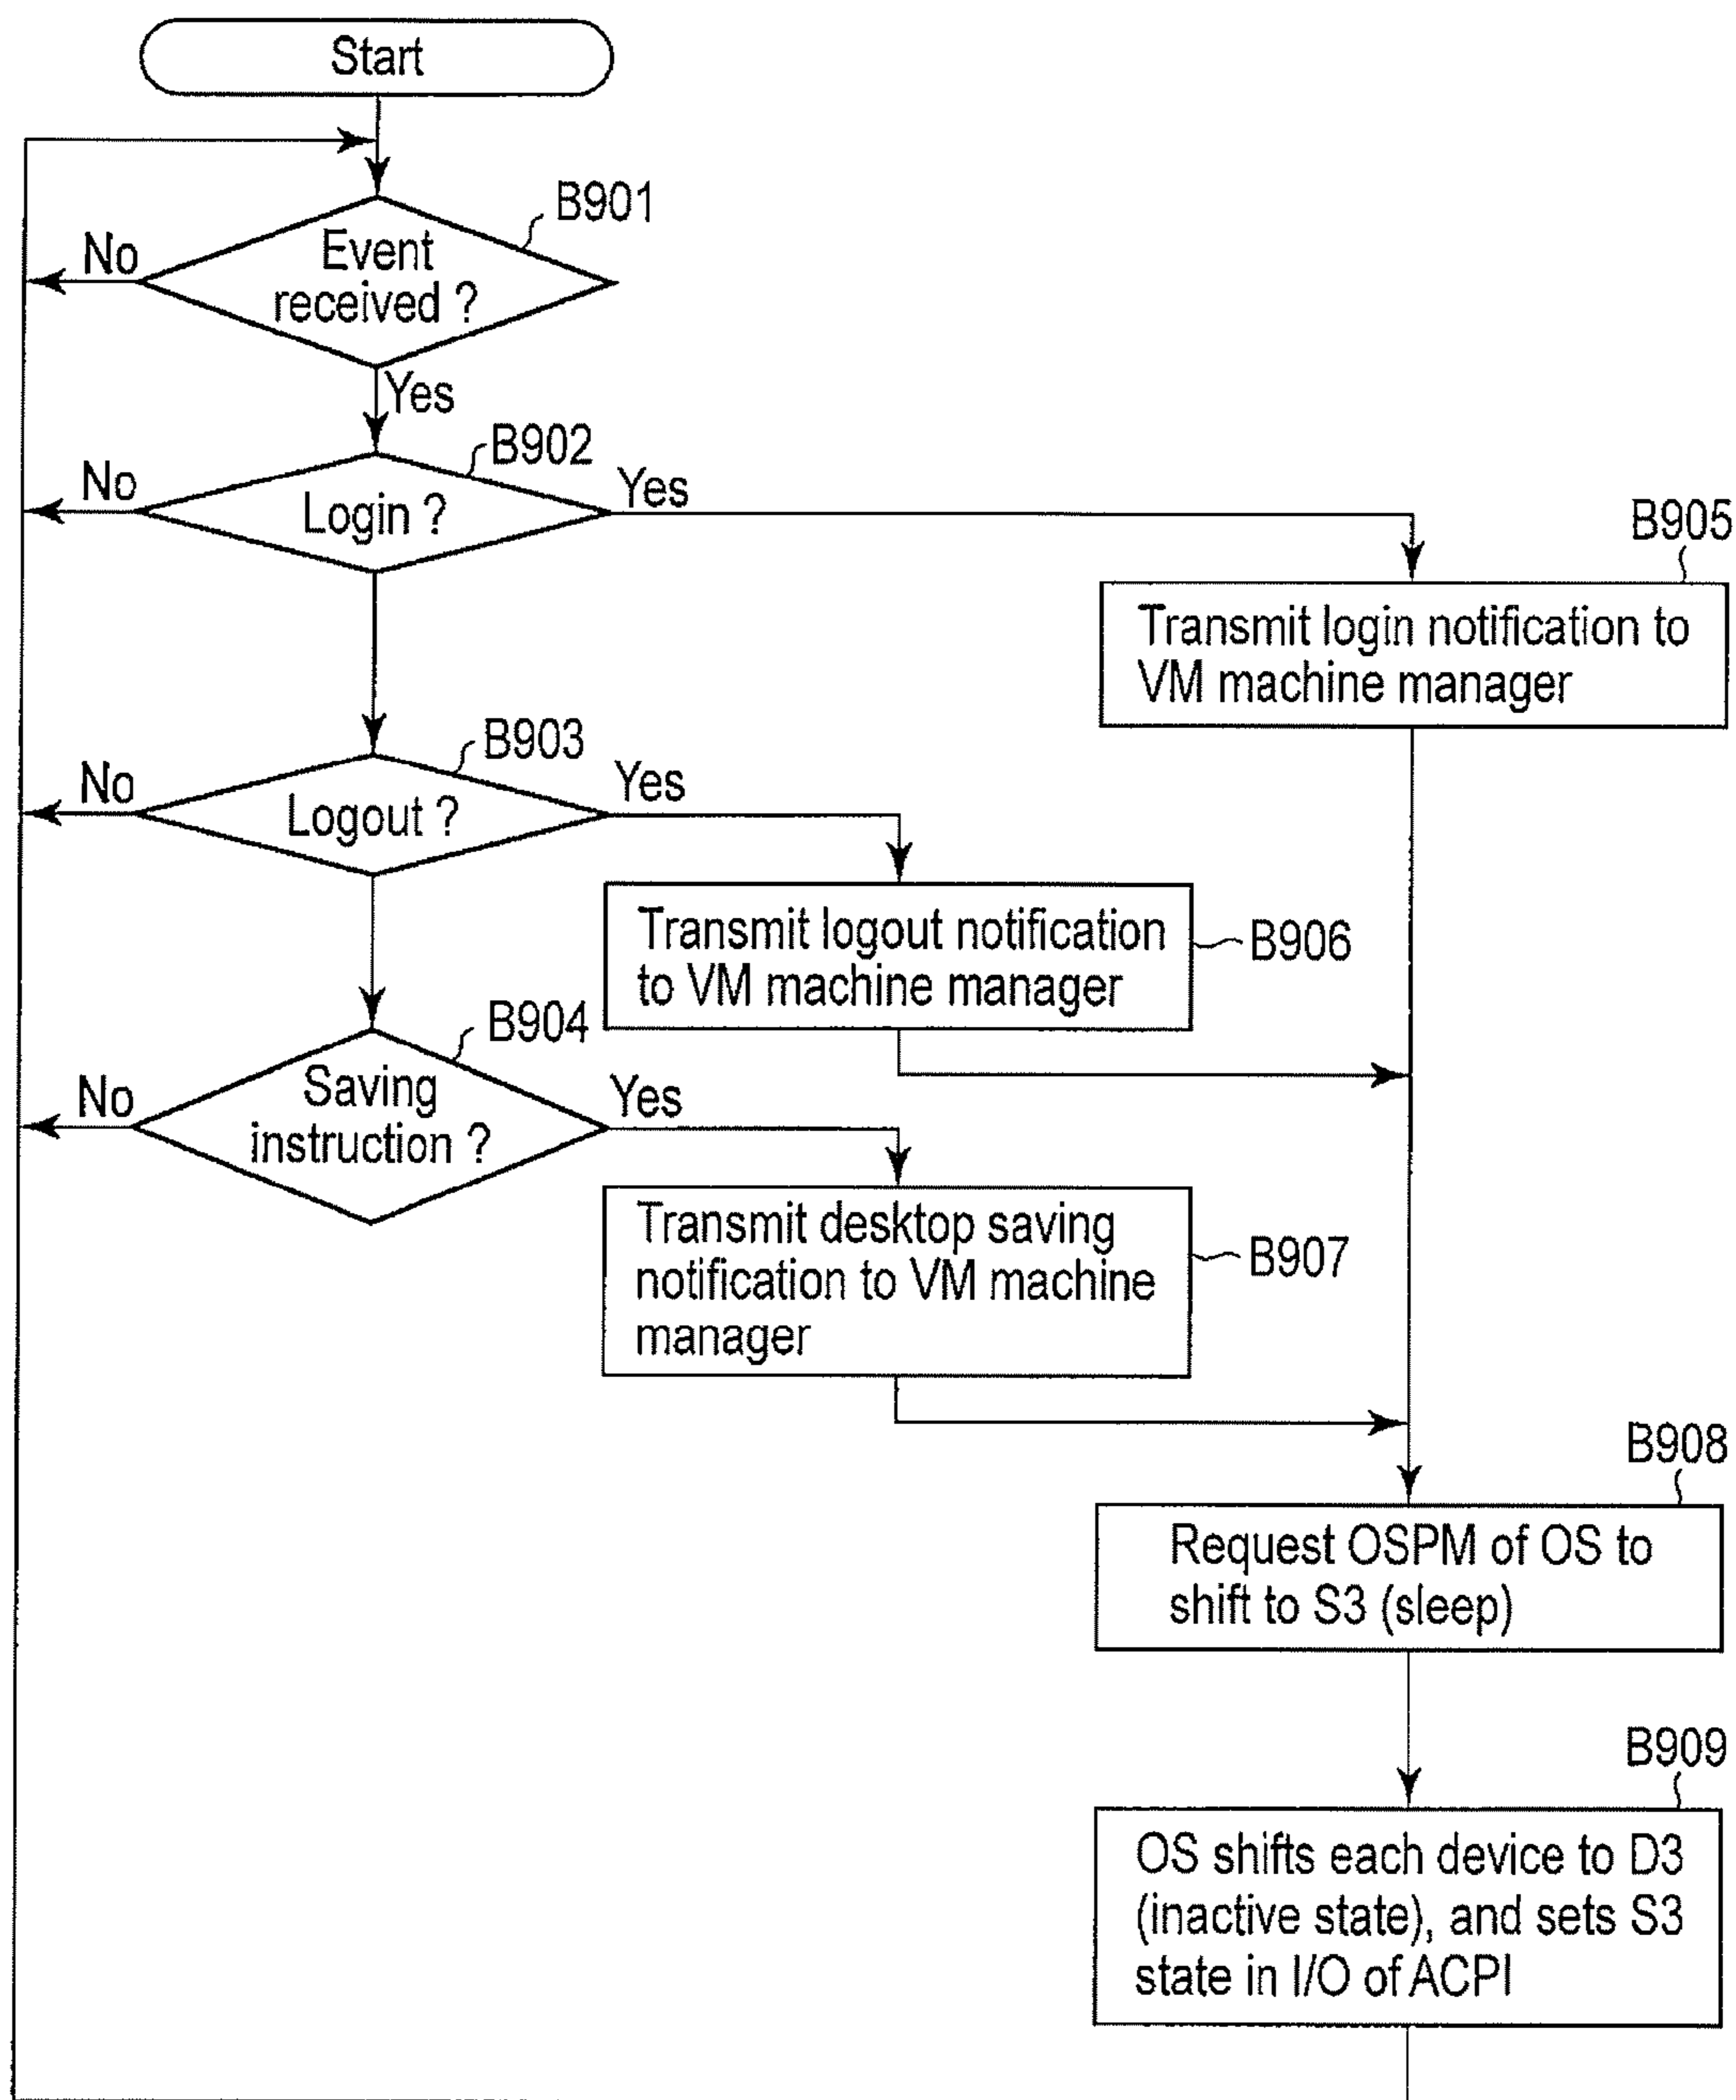 Start
B901
Event
received ?
No
Yes
B902
Login ?
No
Yes
B905
Transmit login notification to
VM machine manager
B903
Logout ?
No
Yes
Transmit logout notification
to VM machine manager
B906
B904
Saving
instruction ?
No
Yes
Transmit desktop saving
notification to VM machine
manager
B907
B908
Request OSPM of OS to
shift to S3 (sleep)
B909
OS shifts each device to D3
(inactive state), and sets S3
state in I/O of ACPI